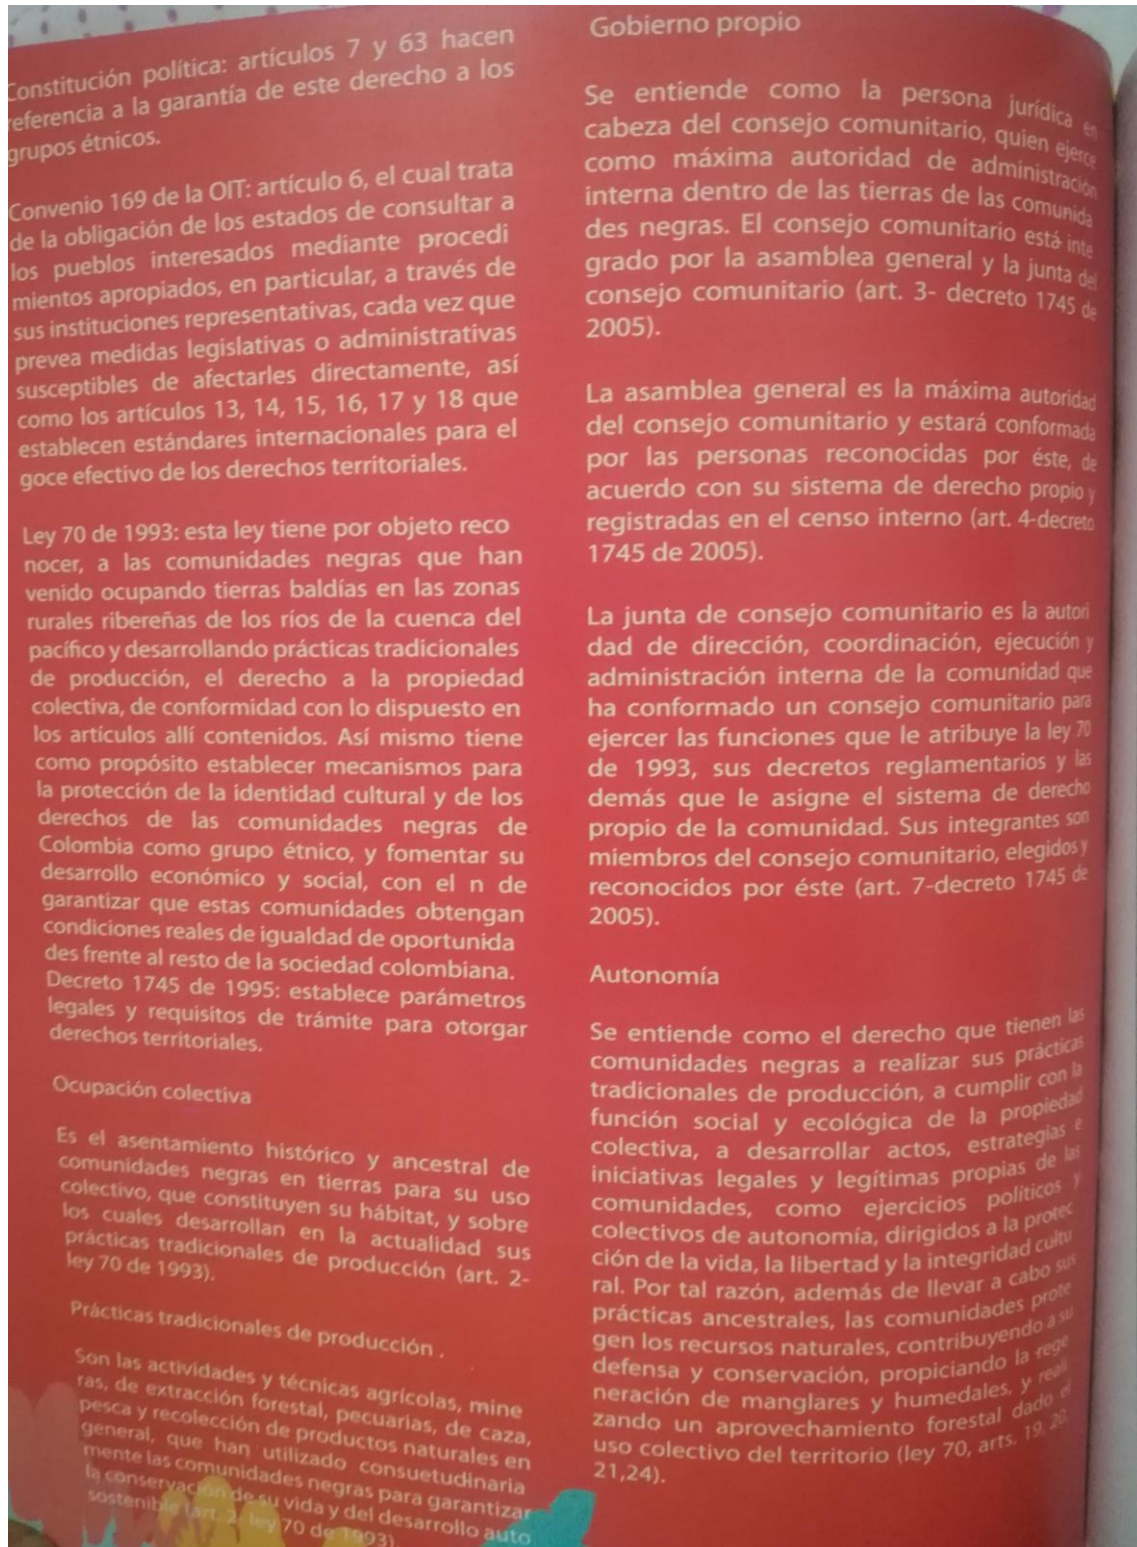 Constitución política: artículos 7 y 63 hacen
referencia a la garantía de este derecho a los
grupos étnicos.
Convenio 169 de la OIT: artículo 6, el cual trata
de la obligación de los estados de consultar a
los pueblos interesados mediante procedi
mientos apropiados, en particular, a través de
sus instituciones representativas, cada vez que
prevea medidas legislativas o administrativas
susceptibles de afectarles directamente, así
como los artículos 13, 14, 15, 16, 17 y 18 que
establecen estándares internacionales para el
goce efectivo de los derechos territoriales.
Ley 70 de 1993: esta ley tiene por objeto reco
nocer, a las comunidades negras que han
venido ocupando tierras baldías en las zonas
rurales ribereñas de los ríos de la cuenca del
pacífico y desarrollando prácticas tradicionales
de producción, el derecho a la propiedad
colectiva, de conformidad con lo dispuesto en
los artículos allí contenidos. Así mismo tiene
como propósito establecer mecanismos para
la protección de la identidad cultural y de los
derechos de las comunidades negras de
Colombia como grupo étnico, y fomentar su
desarrollo económico y social, con el n de
garantizar que estas comunidades obtengan
condiciones reales de igualdad de oportunida
des frente al resto de la sociedad colombiana.
Decreto 1745 de 1995: establece parámetros
legales y requisitos de trámite para otorgar
derechos territoriales.
Ocupación colectiva
Es el asentamiento histórico y ancestral de
comunidades negras en tierras para su uso
colectivo, que constituyen su hábitat, y sobre
los cuales desarrollan en la actualidad sus
prácticas tradicionales de producción (art. 2-
ley 70 de 1993).
Prácticas tradicionales de producción .
Son las actividades y técnicas agrícolas, mine
ras, de extracción forestal, pecuarias, de caza,
pesca y recolección de productos naturales en
general, que han utilizado consuetudinaria
mente las comunidades negras para garantizar
la conservación de su vida y del desarrollo auto
sostenible (art. 2- ley 70 de 1993)
Gobierno propio
Se entiende como la persona jurídica en
cabeza del consejo comunitario, quien ejerce
como máxima autoridad de administración
interna dentro de las tierras de las comunida
des negras. El consejo comunitario está inte
grado por la asamblea general y la junta del
consejo comunitario (art. 3- decreto 1745 de
2005).
La asamblea general es la máxima autoridad
del consejo comunitario y estará conformada
por las personas reconocidas por éste, de
acuerdo con su sistema de derecho propio y
registradas en el censo interno (art. 4-decreto
1745 de 2005).
La junta de consejo comunitario es la autori
dad de dirección, coordinación, ejecución y
administración interna de la comunidad que
ha conformado un consejo comunitario para
ejercer las funciones que le atribuye la ley 70
de 1993, sus decretos reglamentarios y las
demás que le asigne el sistema de derecho
propio de la comunidad. Sus integrantes son
miembros del consejo comunitario, elegidos y
reconocidos por éste (art. 7-decreto 1745 de
2005).
Autonomía
Se entiende como el derecho que tienen las
comunidades negras a realizar sus prácticas
tradicionales de producción, a cumplir con la
función social y ecológica de la propiedad
colectiva, a desarrollar actos, estrategias e
iniciativas legales y legítimas propias de las
comunidades, como ejercicios políticos y
colectivos de autonomía, dirigidos a la protec
ción de la vida, la libertad y la integridad cultu
ral. Por tal razón, además de llevar a cabo sus
prácticas ancestrales, las comunidades prote
gen los recursos naturales, contribuyendo a su
defensa y conservación, propiciando la rege
neración de manglares y humedales, y reali
zando un aprovechamiento forestal dado el
uso colectivo del territorio (ley 70, arts. 19, 20.
21,24).